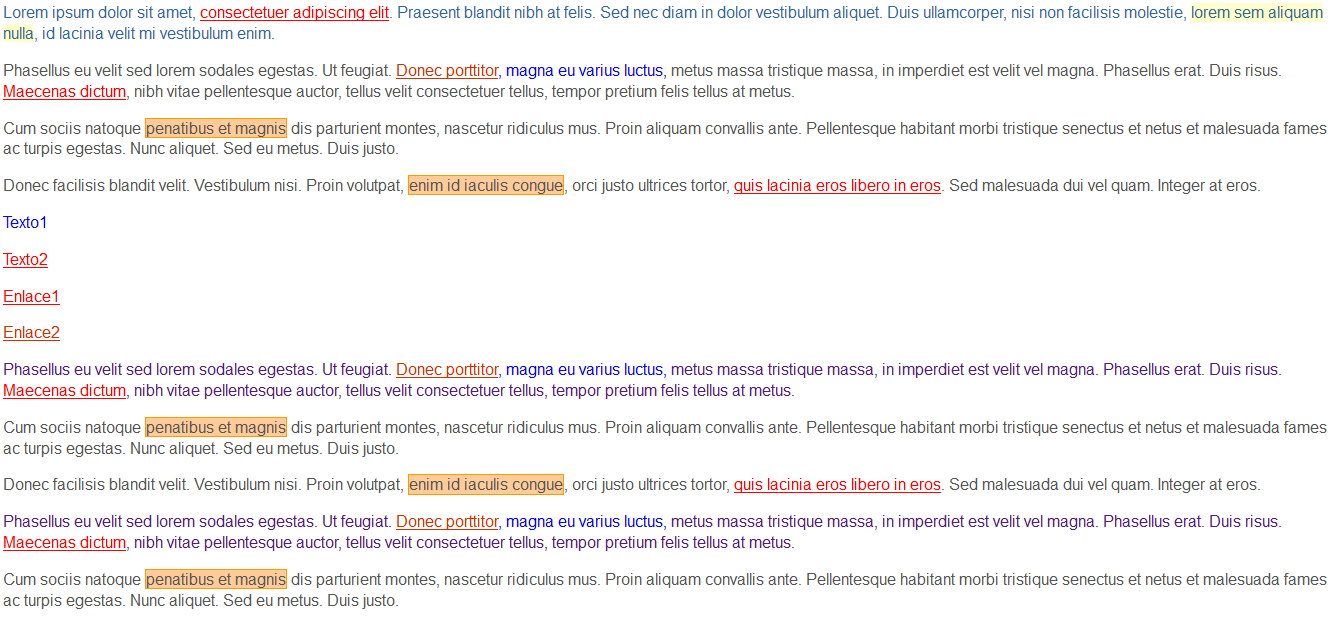 Lorem ipsum dolor sit amet, consectetuer adipiscing elit. Praesent blandit nibh at felis. Sed nec diam in dolor vestibulum aliquet. Duis ullamcorper, nisi non facilisis molestie, lorem sem aliquam
nulla, id lacinia velit mi vestibulum enim.
Phasellus eu velit sed lorem sodales egestas. Ut feugiat. Donec porttitor, magna eu varius luctus, metus massa tristique massa, in imperdiet est velit vel magna. Phasellus erat. Duis risus.
Maecenas dictum, nibh vitae pellentesque auctor, tellus velit consectetuer tellus, tempor pretium felis tellus at metus.
Cum sociis natoque penatibus et magnis dis parturient montes, nascetur ridiculus mus. Proin aliquam convallis ante. Pellentesque habitant morbi tristique senectus et netus et malesuada fames
ac turpis egestas. Nunc aliquet. Sed eu metus. Duis justo.
Donec facilisis blandit velit. Vestibulum nisi. Proin volutpat, enim id iaculis congue, orci justo ultrices tortor, quis lacinia eros libero in eros. Sed malesuada dui vel quam. Integer at eros.
Texto1
Texto2
Enlace1
Enlace2
Phasellus eu velit sed lorem sodales egestas. Ut feugiat. Donec porttitor, magna eu varius luctus, metus massa tristique massa, in imperdiet est velit vel magna. Phasellus erat. Duis risus.
Maecenas dictum, nibh vitae pellentesque auctor, tellus velit consectetuer tellus, tempor pretium felis tellus at metus.
Cum sociis natoque penatibus et magnis dis parturient montes, nascetur ridiculus mus. Proin aliquam convallis ante. Pellentesque habitant morbi tristique senectus et netus et malesuada fames
ac turpis egestas. Nunc aliquet. Sed eu metus. Duis justo.
Donec facilisis blandit velit. Vestibulum nisi. Proin volutpat, enim id iaculis congue, orci justo ultrices tortor, quis lacinia eros libero in eros. Sed malesuada dui vel quam. Integer at eros.
Phasellus eu velit sed lorem sodales egestas. Ut feugiat. Donec porttitor, magna eu varius luctus, metus massa tristique massa, in imperdiet est velit vel magna. Phasellus erat. Duis risus.
Maecenas dictum, nibh vitae pellentesque auctor, tellus velit consectetuer tellus, tempor pretium felis tellus at metus.
Cum sociis natoque penatibus et magnis dis parturient montes, nascetur ridiculus mus. Proin aliquam convallis ante. Pellentesque habitant morbi tristique senectus et netus et malesuada fames
ac turpis egestas. Nunc aliquet. Sed eu metus. Duis justo.